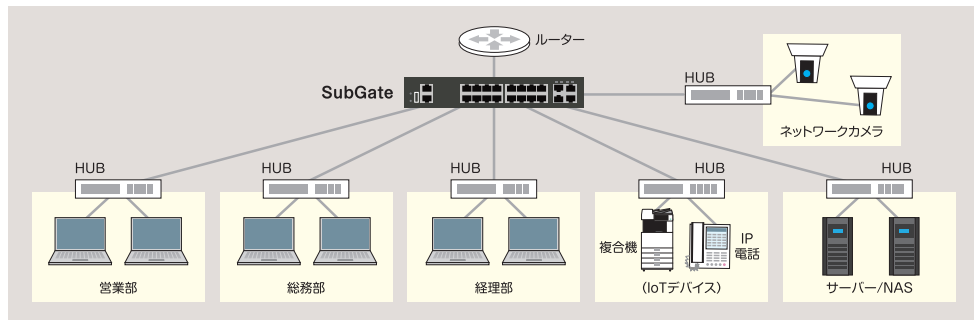 ルーター
SubGate
HUB
ネットワークカメラ
HUB
HUB
HUB
HUB
HUB
複合機
IP
電話
営業部
総務部
経理部
(IoTデバイス)
サーバー/NAS